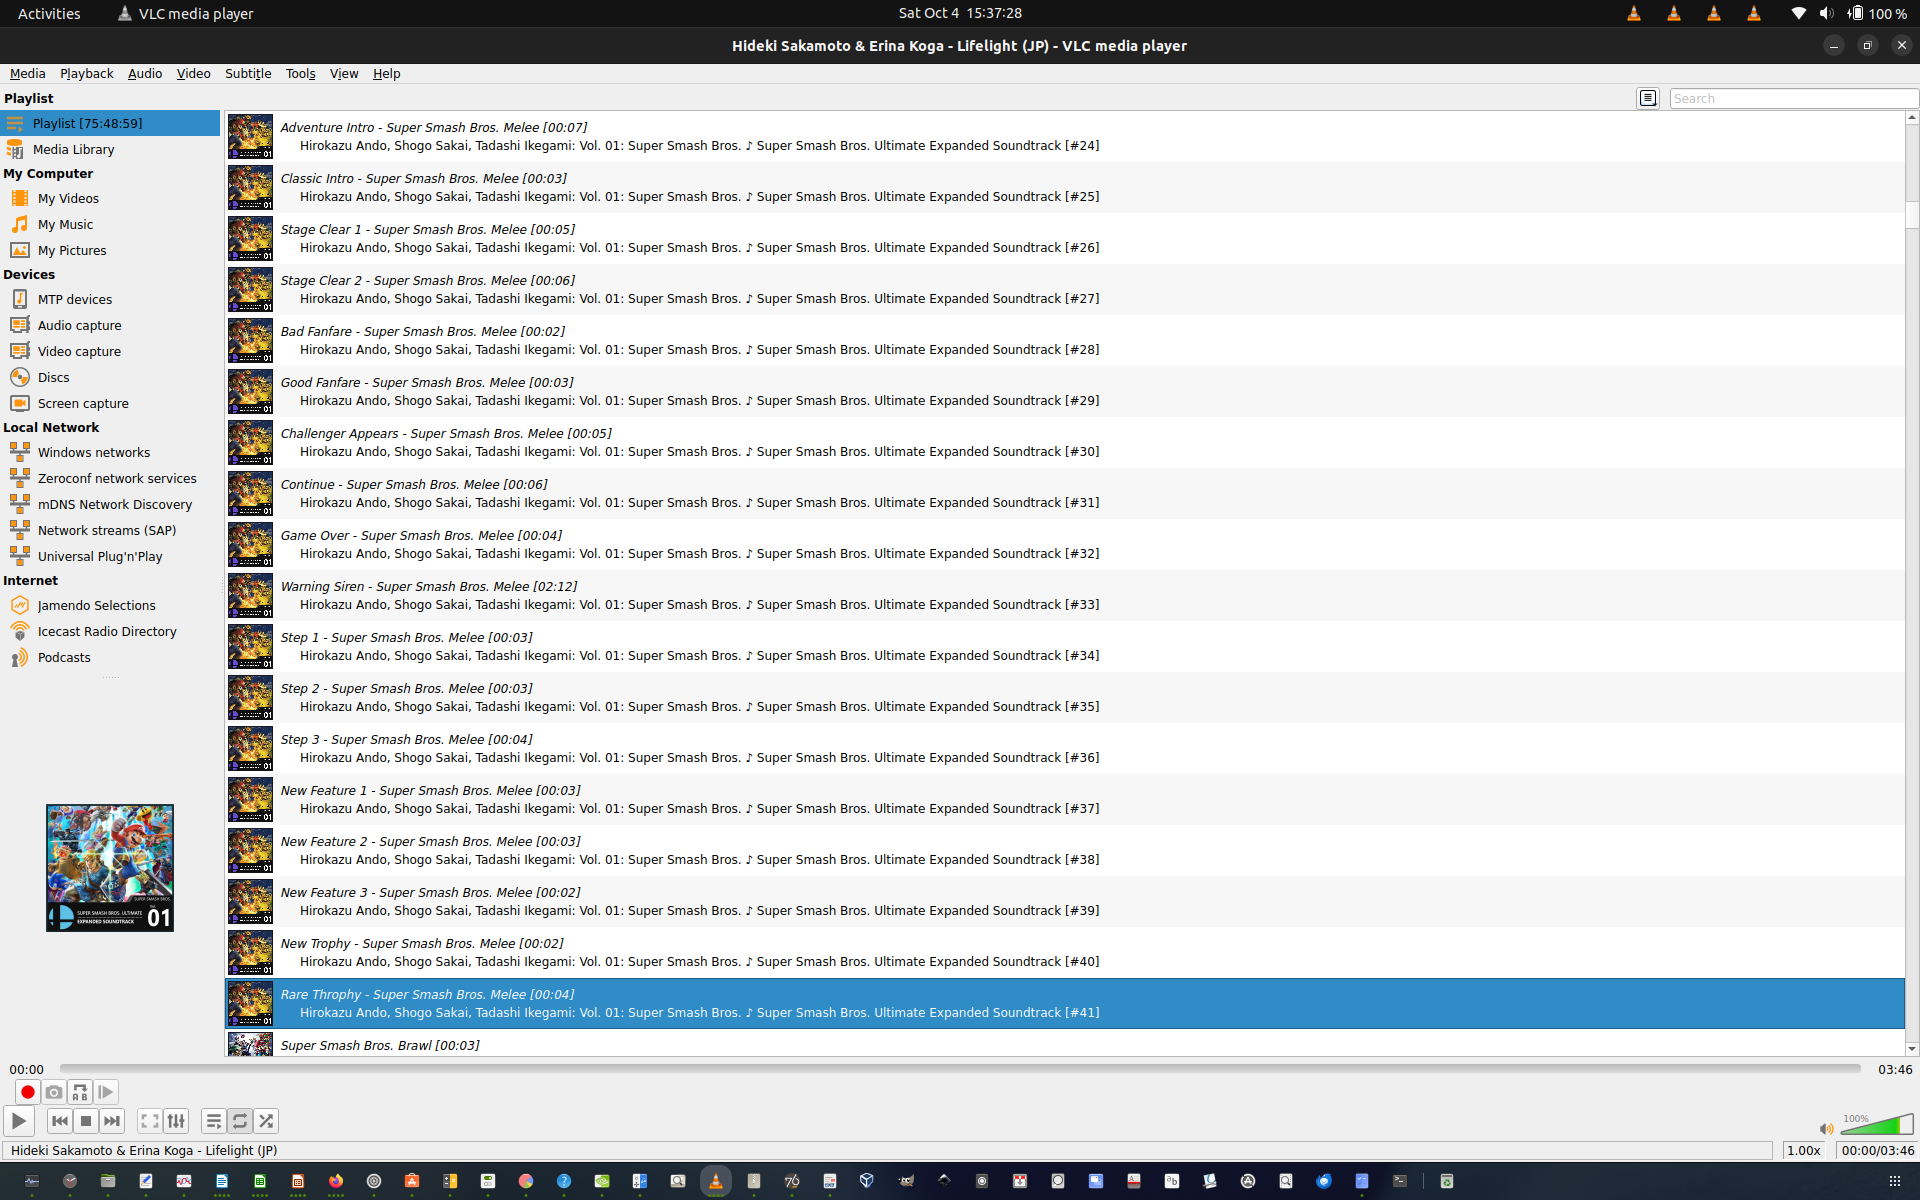 Activities
VLC media player
Sat Oct 4 15:37:28
100 %
Hideki Sakamoto & Erina Koga - Lifelight (JP) - VLC media player
Media Playback Audio Video Subtitle Tools View Help
Playlist
Search
Playlist [75:48:59]
Media Library
My Computer
My Videos
My Music
My Pictures
Devices
MTP devices
Audio capture
Video capture
Discs
Screen capture
Local Network
Windows networks
Zeroconf network services
mDNS Network Discovery
Network streams (SAP)
Universal Plug'n'Play
Internet
Jamendo Selections
Icecast Radio Directory
Podcasts
SUPER SMASH BROS. ULTIMATE
EXPANDED SOUNDTRACK
01
Adventure Intro - Super Smash Bros. Melee [00:07]
Hirokazu Ando, Shogo Sakai, Tadashi Ikegami: Vol. 01: Super Smash Bros. ♪ Super Smash Bros. Ultimate Expanded Soundtrack [#24]
Classic Intro - Super Smash Bros. Melee [00:03]
Hirokazu Ando, Shogo Sakai, Tadashi Ikegami: Vol. 01: Super Smash Bros. ♪ Super Smash Bros. Ultimate Expanded Soundtrack [#25]
Stage Clear 1 - Super Smash Bros. Melee [00:05]
Hirokazu Ando, Shogo Sakai, Tadashi Ikegami: Vol. 01: Super Smash Bros. ♪ Super Smash Bros. Ultimate Expanded Soundtrack [#26]
Stage Clear 2 - Super Smash Bros. Melee [00:06]
Hirokazu Ando, Shogo Sakai, Tadashi Ikegami: Vol. 01: Super Smash Bros. ♪ Super Smash Bros. Ultimate Expanded Soundtrack [#27]
Bad Fanfare - Super Smash Bros. Melee [00:02]
Hirokazu Ando, Shogo Sakai, Tadashi Ikegami: Vol. 01: Super Smash Bros. ♪ Super Smash Bros. Ultimate Expanded Soundtrack [#28]
Good Fanfare - Super Smash Bros. Melee [00:03]
Hirokazu Ando, Shogo Sakai, Tadashi Ikegami: Vol. 01: Super Smash Bros. ♪ Super Smash Bros. Ultimate Expanded Soundtrack [#29]
Challenger Appears - Super Smash Bros. Melee [00:05]
Hirokazu Ando, Shogo Sakai, Tadashi Ikegami: Vol. 01: Super Smash Bros. ♪ Super Smash Bros. Ultimate Expanded Soundtrack [#30]
Continue - Super Smash Bros. Melee [00:06]
Hirokazu Ando, Shogo Sakai, Tadashi Ikegami: Vol. 01: Super Smash Bros. ♪ Super Smash Bros. Ultimate Expanded Soundtrack [#31]
Game Over - Super Smash Bros. Melee [00:04]
Hirokazu Ando, Shogo Sakai, Tadashi Ikegami: Vol. 01: Super Smash Bros. ♪ Super Smash Bros. Ultimate Expanded Soundtrack [#32]
Warning Siren - Super Smash Bros. Melee [02:12]
Hirokazu Ando, Shogo Sakai, Tadashi Ikegami: Vol. 01: Super Smash Bros. ♪ Super Smash Bros. Ultimate Expanded Soundtrack [#33]
Step 1 - Super Smash Bros. Melee [00:03]
Hirokazu Ando, Shogo Sakai, Tadashi Ikegami: Vol. 01: Super Smash Bros. ♪ Super Smash Bros. Ultimate Expanded Soundtrack [#34]
Step 2 - Super Smash Bros. Melee [00:03]
Hirokazu Ando, Shogo Sakai, Tadashi Ikegami: Vol. 01: Super Smash Bros. ♪ Super Smash Bros. Ultimate Expanded Soundtrack [#35]
Step 3 - Super Smash Bros. Melee [00:04]
Hirokazu Ando, Shogo Sakai, Tadashi Ikegami: Vol. 01: Super Smash Bros. ♪ Super Smash Bros. Ultimate Expanded Soundtrack [#36]
New Feature 1 - Super Smash Bros. Melee [00:03]
Hirokazu Ando, Shogo Sakai, Tadashi Ikegami: Vol. 01: Super Smash Bros. ♪ Super Smash Bros. Ultimate Expanded Soundtrack [#37]
New Feature 2 - Super Smash Bros. Melee [00:03]
Hirokazu Ando, Shogo Sakai, Tadashi Ikegami: Vol. 01: Super Smash Bros. ♪ Super Smash Bros. Ultimate Expanded Soundtrack [#38]
New Feature 3 - Super Smash Bros. Melee [00:02]
Hirokazu Ando, Shogo Sakai, Tadashi Ikegami: Vol. 01: Super Smash Bros. ♪ Super Smash Bros. Ultimate Expanded Soundtrack [#39]
New Trophy - Super Smash Bros. Melee [00:02]
Hirokazu Ando, Shogo Sakai, Tadashi Ikegami: Vol. 01: Super Smash Bros. ♪ Super Smash Bros. Ultimate Expanded Soundtrack [#40]
Rare Throphy - Super Smash Bros. Melee [00:04]
Hirokazu Ando, Shogo Sakai, Tadashi Ikegami: Vol. 01: Super Smash Bros. ♪ Super Smash Bros. Ultimate Expanded Soundtrack [#41]
Super Smash Bros. Brawl [00:03]
00:00
03:46
100%
Hideki Sakamoto & Erina Koga - Lifelight (JP)
1.00x
00:00/03:46